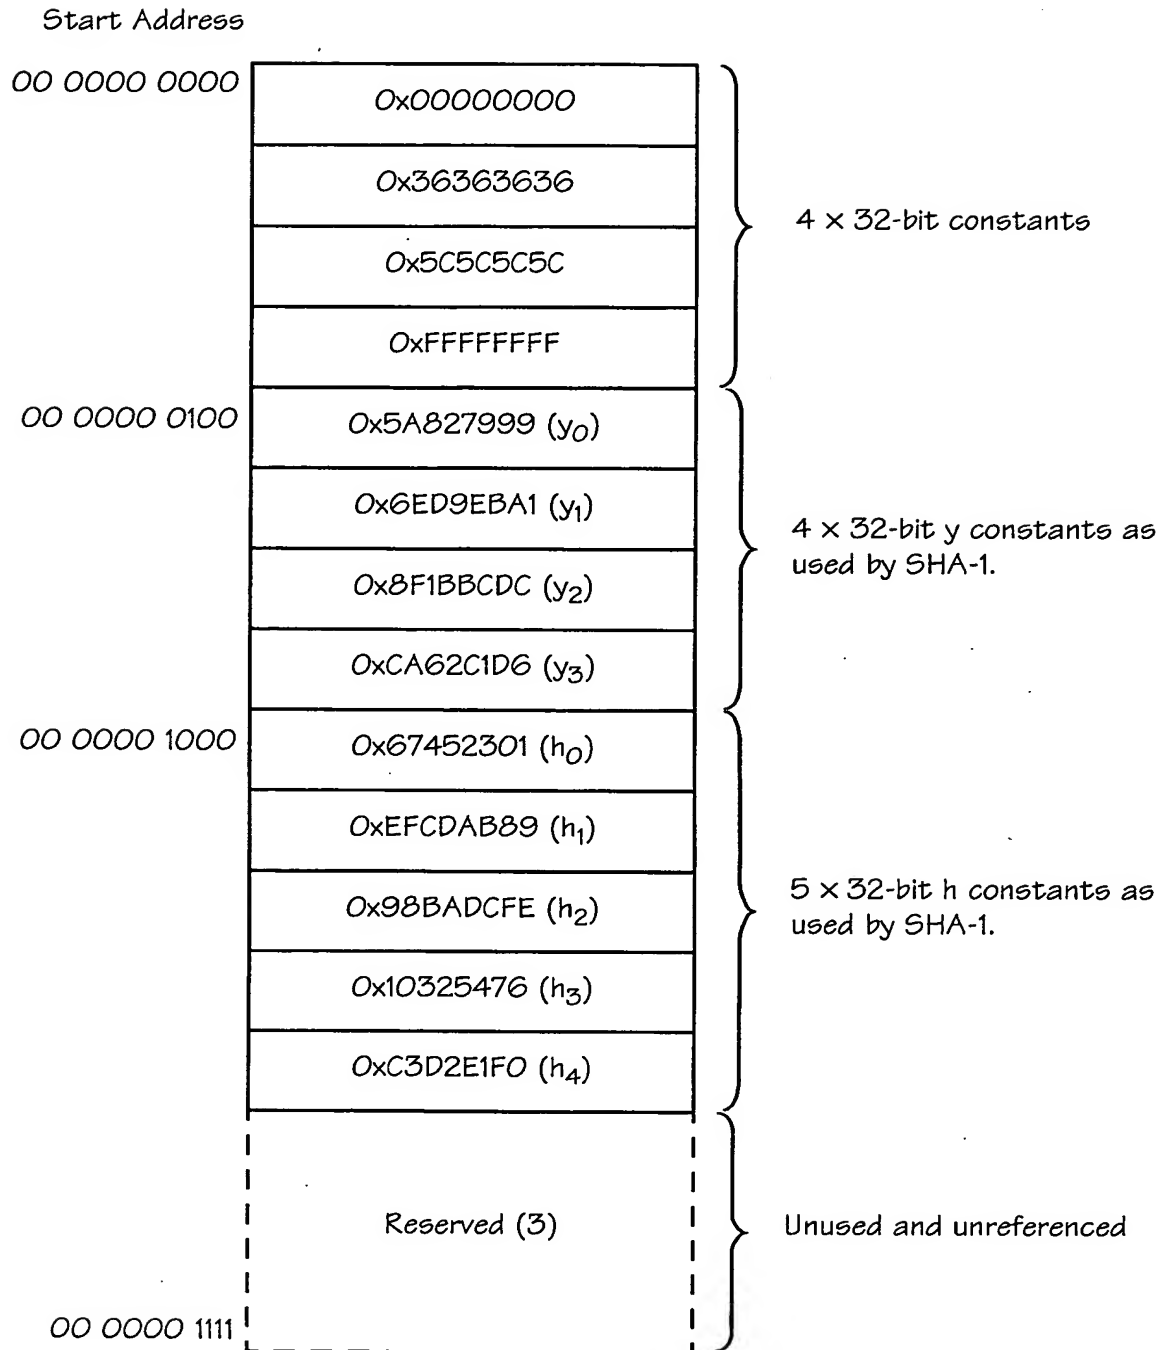 Start Address
00 0000 0000
0x00000000
0x36363636
4 x 32-bit constants
0x5C5C5C5C
0xFFFFFFFF
00 0000 0100
0x5A827999 (y0)
0x6ED9EBA1 (y1)
4 x 32-bit y constants as
used by SHA-1.
0x8F1BBCDC (y2)
0xCA62C1D6 (y3)
00 0000 1000
0x67452301 (h0)
0xEFCDAB89 (h1)
5 x 32-bit h constants as
used by SHA-1.
0x98BADCFE (h2)
0x10325476 (h3)
0xC3D2E1F0 (h4)
Reserved (3)
Unused and unreferenced
00 0000 1111